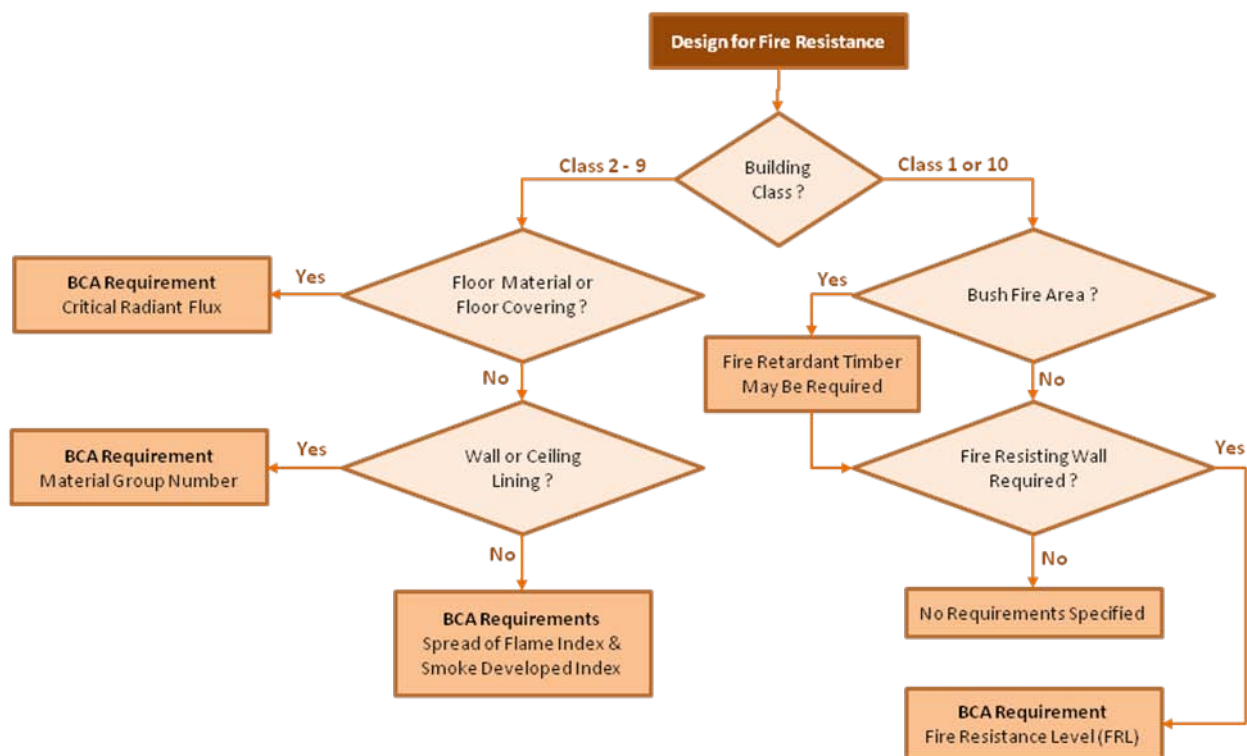 Design for Fire Resistance
Class 2 - 9
Building
Class ?
Class 1 or 10
BCA Requirement
Critical Radiant Flux
Yes
Floor Material or
Floor Covering ?
Yes
Bush Fire Area ?
Fire Retardant Timber
May Be Required
No
No
BCA Requirement
Material Group Number
Yes
Wall or Ceiling
Lining ?
Fire Resisting Wall
Required ?
Yes
No
No
BCA Requirements
Spread of Flame Index &
Smoke Developed Index
No Requirements Specified
BCA Requirement
Fire Resistance Level (FRL)